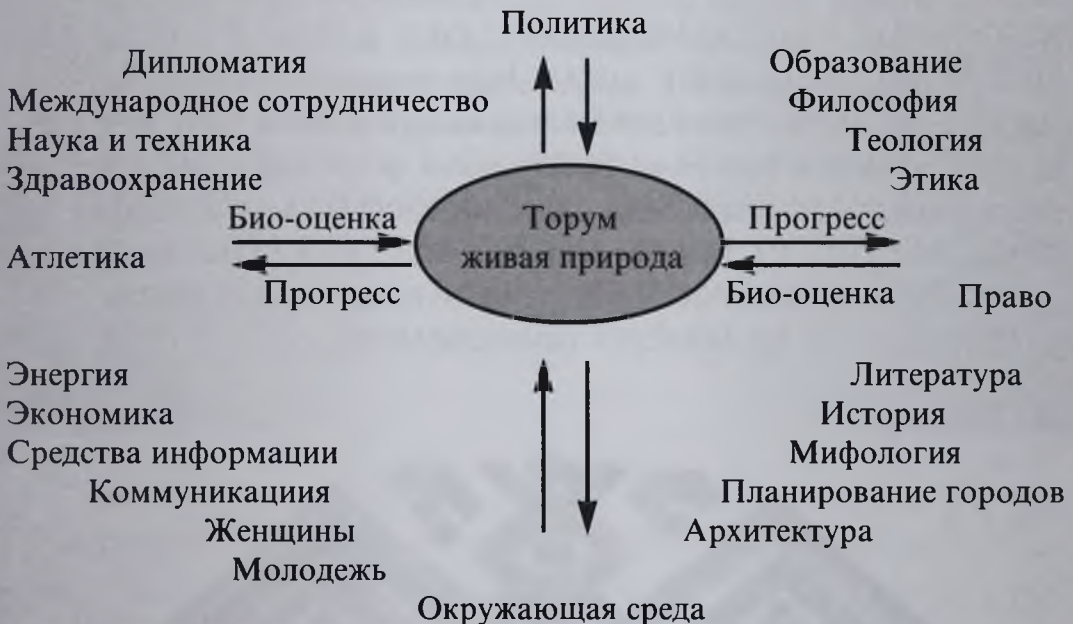 Политика
Дипломатия
Международное сотрудничество
Наука и техника
Здравоохранение
Образование
Философия
Теология
Этика
Био-оценка
Прогресс
Торум
живая природа
Прогресс
Био-оценка
Атлетика
Право
Энергия
Экономика
Средства информации
Коммуникациия
Женщины
Молодежь
Литература
История
Мифология
Планирование городов
Архитектура
Окружающая среда